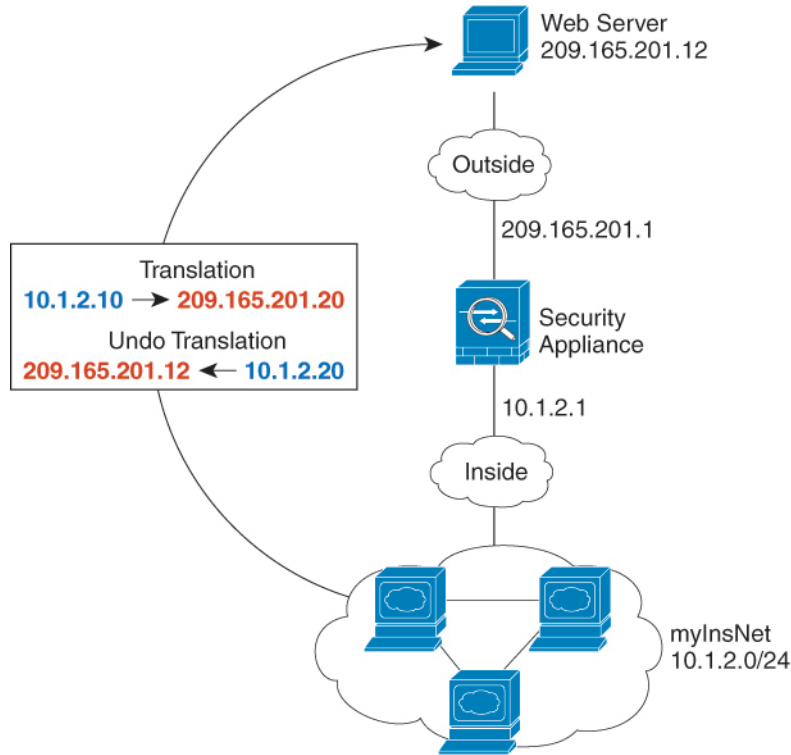 Web Server
209.165.201.12
Outside
209.165.201.1
Translation
10.1.2.10 → 209.165.201.20
Undo Translation
209.165.201.12 ← 10.1.2.20
Security
Appliance
10.1.2.1
Inside
myInsNet
10.1.2.0/24